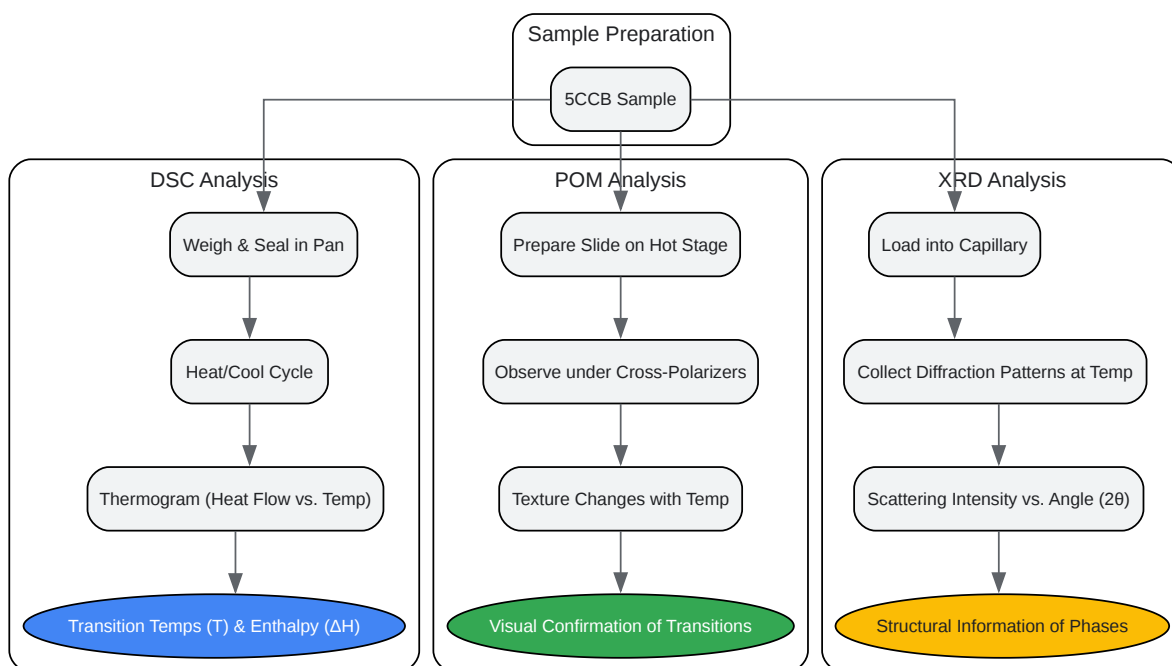 Sample Preparation
5CCB Sample
DSC Analysis
POM Analysis
XRD Analysis
Weigh & Seal in Pan
Prepare Slide on Hot Stage
Load into Capillary
Heat/Cool Cycle
Observe under Cross-Polarizers
Collect Diffraction Patterns at Temp
Thermogram (Heat Flow vs. Temp)
Texture Changes with Temp
Scattering Intensity vs. Angle (2θ)
Transition Temps (T) & Enthalpy (ΔH)
Visual Confirmation of Transitions
Structural Information of Phases